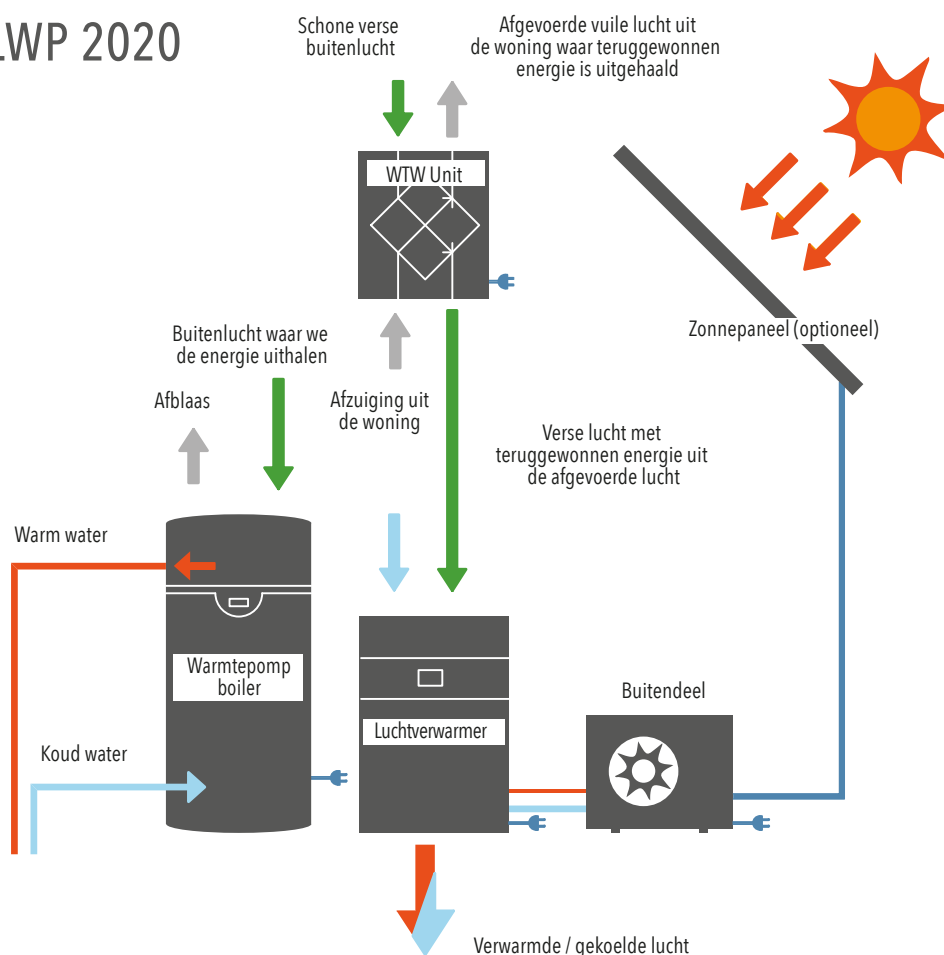 LWP 2020
Schone verse
buitenlucht
Afgevoerde vuile lucht uit
de woning waar teruggewonnen
energie is uitgehaald
WTW Unit
Zonnepaneel (optioneel)
Buitenlucht waar we
de energie uithalen
Afblaas
Afzuiging uit
de woning
Verse lucht met
teruggewonnen energie uit
de afgevoerde lucht
Warm water
Warmtepomp
boiler
Buitendeel
Luchtverwarmer
Koud water
Verwarmde / gekoelde lucht